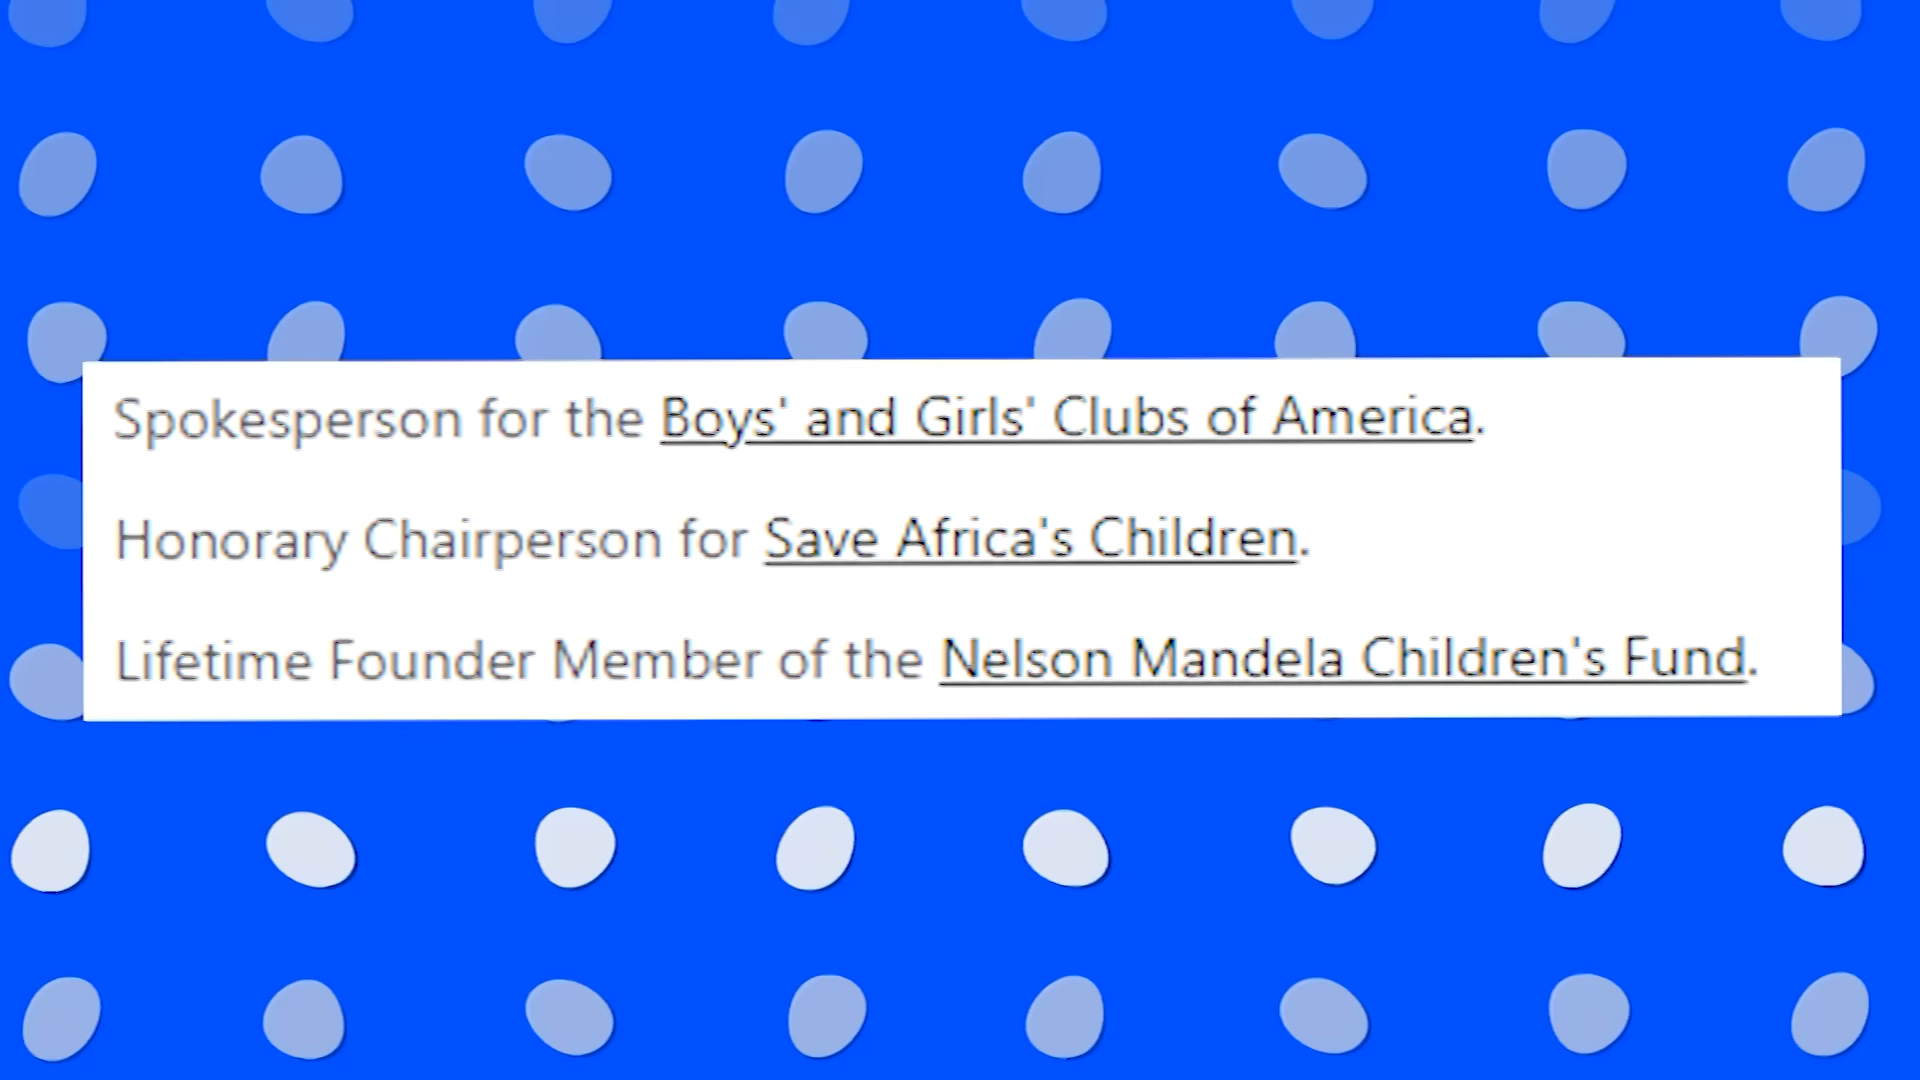 Spokesperson for the Boys' and Girls' Clubs of America.
Honorary Chairperson for Save Africa's Children.
Lifetime Founder Member of the Nelson Mandela Children's Fund.